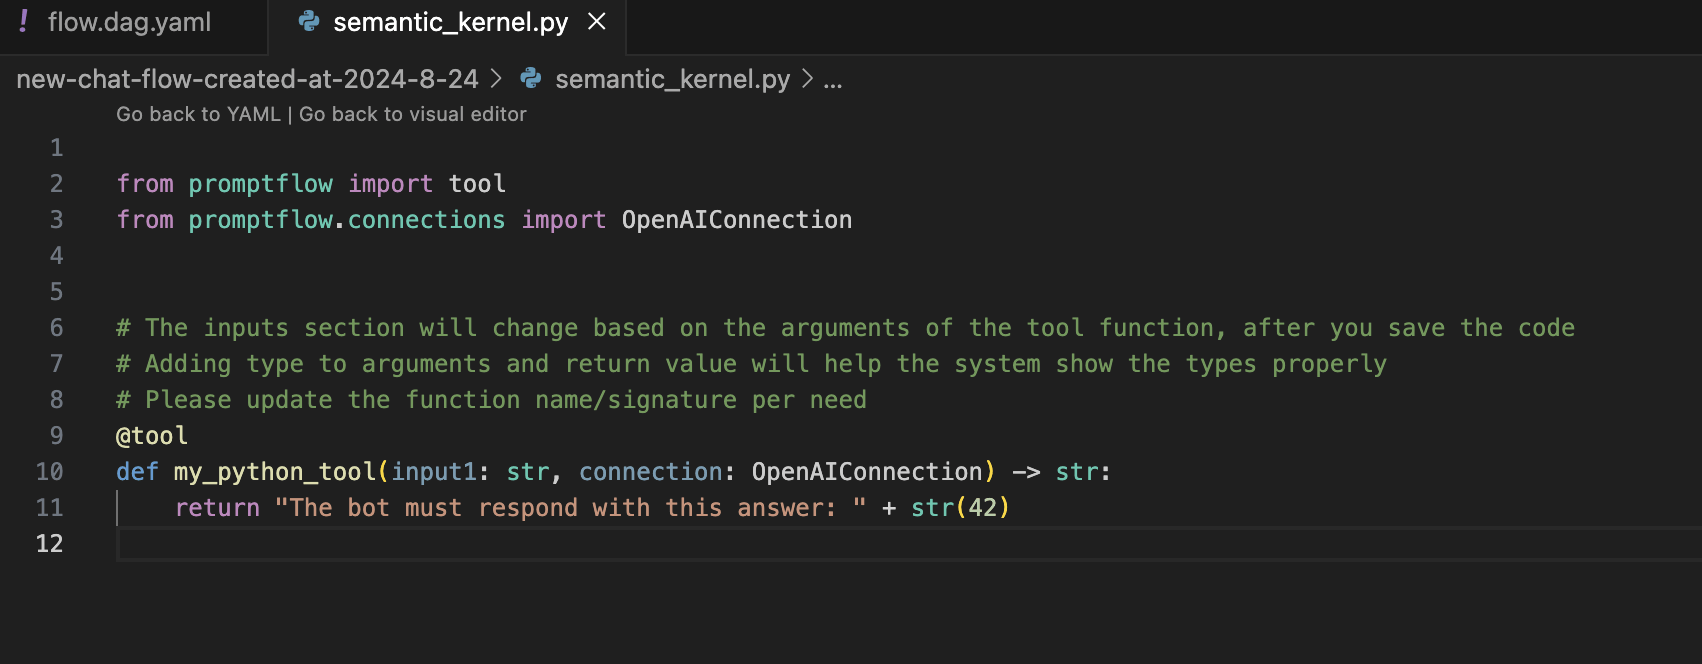 ! flow.dag.yaml semantic_kernel.py ×
new-chat-flow-created-at-2024-8-24 > semantic_kernel.py > ...
Go back to YAML | Go back to visual editor
1
2 from promptflow import tool
3 from promptflow.connections import OpenAIConnection
4
5
6 # The inputs section will change based on the arguments of the tool function, after you save the code
7 # Adding type to arguments and return value will help the system show the types properly
8 # Please update the function name/signature per need
9 @tool
10 def my_python_tool(input1: str, connection: OpenAIConnection) -> str:
11     return "The bot must respond with this answer: " + str(42)
12